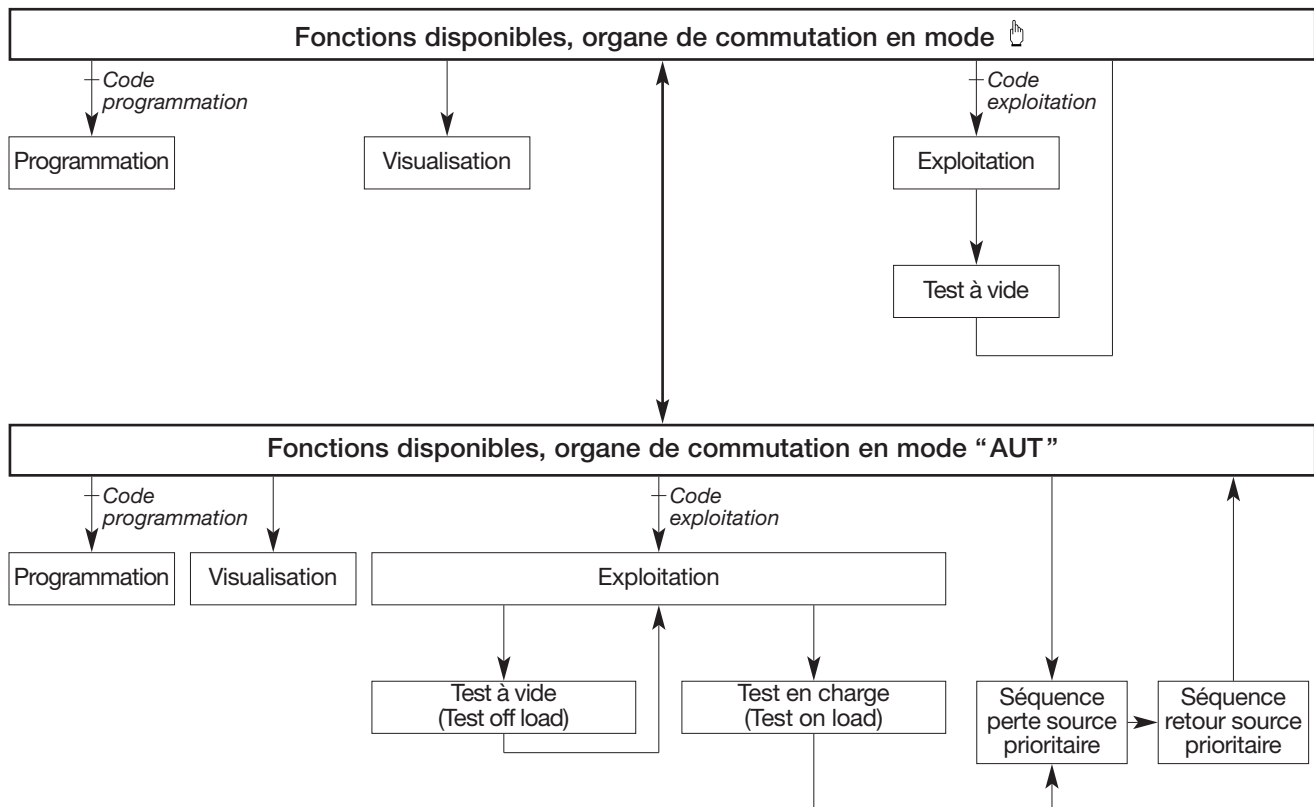 Fonctions disponibles, organe de commutation en mode
Code
programmation
Code
exploitation
Programmation
Visualisation
Exploitation
Test à vide
Fonctions disponibles, organe de commutation en mode “AUT”
Code
programmation
Code
exploitation
Programmation
Visualisation
Exploitation
Test à vide
(Test off load)
Test en charge
(Test on load)
Séquence
perte source
prioritaire
Séquence
retour source
prioritaire